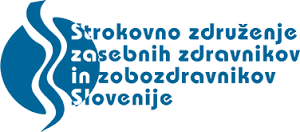 Strokovno združenje
zasebnih zdravnikov
in zobozdravnikov
Slovenije